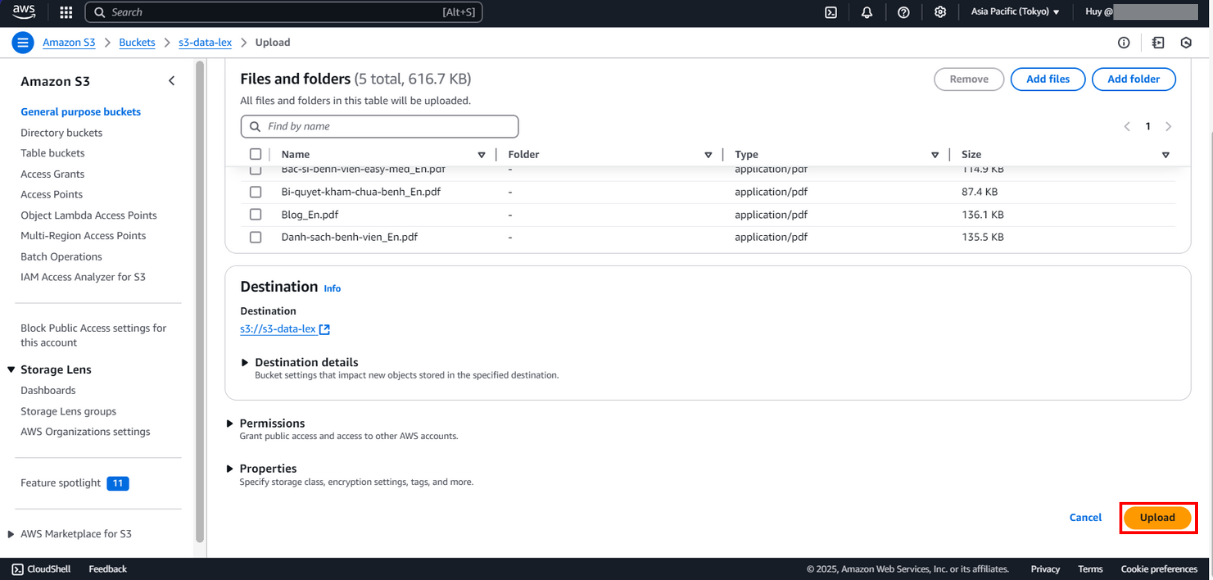 aws
Search [Alt+S]
Asia Pacific (Tokyo)
Huy @
Amazon S3 > Buckets > s3-data-lex > Upload
Amazon S3
General purpose buckets
Directory buckets
Table buckets
Access Grants
Access Points
Object Lambda Access Points
Multi-Region Access Points
Batch Operations
IAM Access Analyzer for S3
Block Public Access settings for
this account
Storage Lens
Dashboards
Storage Lens groups
AWS Organizations settings
Feature spotlight 11
AWS Marketplace for S3
Files and folders (5 total, 616.7 KB)
All files and folders in this table will be uploaded.
Remove
Add files
Add folder
Find by name
1
Name Folder Type Size
Bac-si-benh-vien-easy-med_En.pdf - application/pdf 114.9 KB
Bi-quyet-kham-chua-benh_En.pdf - application/pdf 87.4 KB
Blog_En.pdf - application/pdf 136.1 KB
Danh-sach-benh-vien_En.pdf - application/pdf 135.5 KB
Destination Info
Destination
s3://s3-data-lex
Destination details
Bucket settings that impact new objects stored in the specified destination.
Permissions
Grant public access and access to other AWS accounts.
Properties
Specify storage class, encryption settings, tags, and more.
Cancel
Upload
CloudShell Feedback
© 2025, Amazon Web Services, Inc. or its affiliates. Privacy Terms Cookie preferences